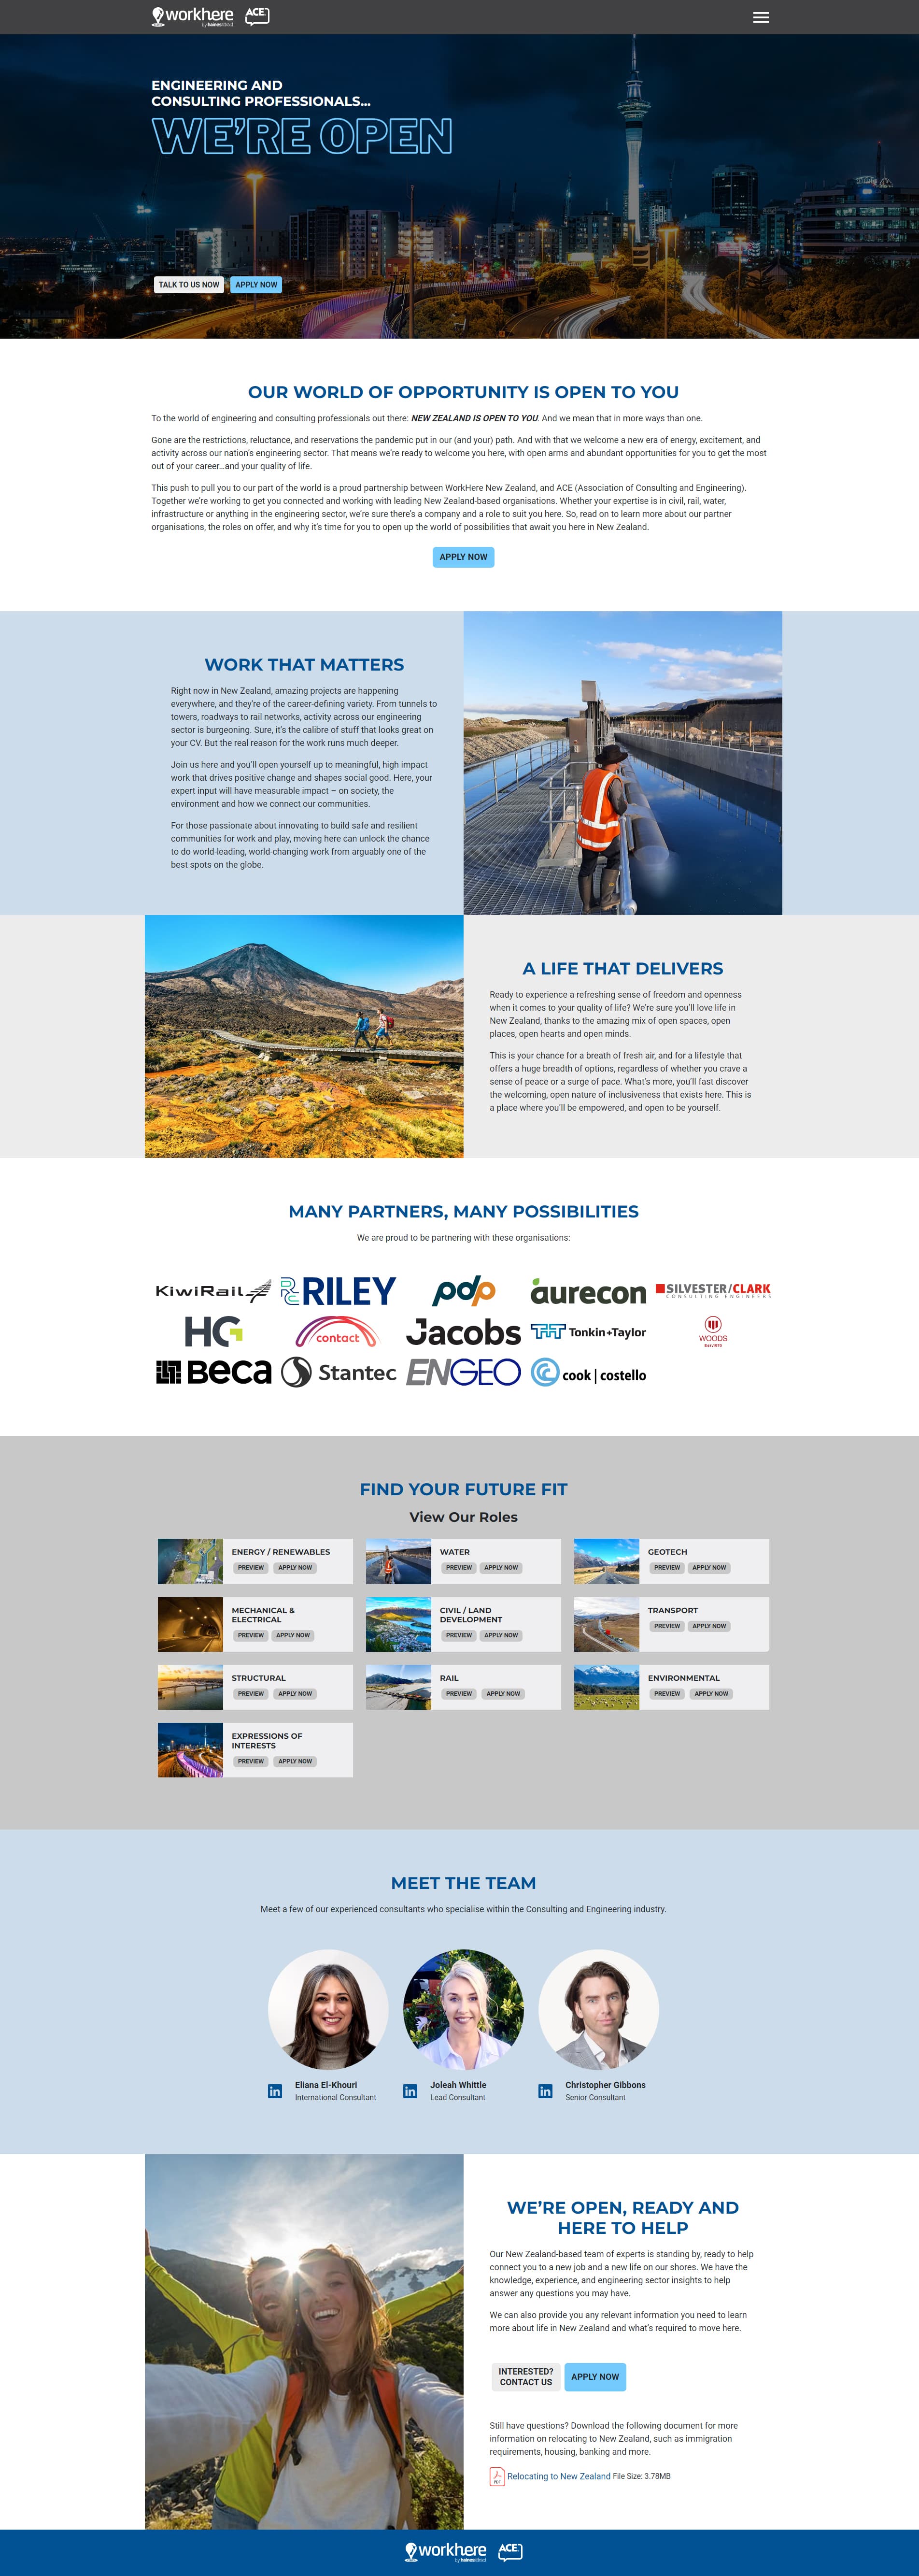 workhere
by hainesattract
ACE
ENGINEERING AND
CONSULTING PROFESSIONALS...
WE'RE OPEN
TALK TO US NOW
APPLY NOW
OUR WORLD OF OPPORTUNITY IS OPEN TO YOU
To the world of engineering and consulting professionals out there: NEW ZEALAND IS OPEN TO YOU. And we mean that in more ways than one.
Gone are the restrictions, reluctance, and reservations the pandemic put in our (and your) path. And with that we welcome a new era of energy, excitement, and
activity across our nation's engineering sector. That means we're ready to welcome you here, with open arms and abundant opportunities for you to get the most
out of your career…and your quality of life.
This push to pull you to our part of the world is a proud partnership between WorkHere New Zealand, and ACE (Association of Consulting and Engineering).
Together we're working to get you connected and working with leading New Zealand-based organisations. Whether your expertise is in civil, rail, water,
infrastructure or anything in the engineering sector, we're sure there's a company and a role to suit you here. So, read on to learn more about our partner
organisations, the roles on offer, and why it's time for you to open up the world of possibilities that await you here in New Zealand.
APPLY NOW
WORK THAT MATTERS
Right now in New Zealand, amazing projects are happening
everywhere, and they're of the career-defining variety. From tunnels to
towers, roadways to rail networks, activity across our engineering
sector is burgeoning. Sure, it's the calibre of stuff that looks great on
your CV. But the real reason for the work runs much deeper.
Join us here and you'll open yourself up to meaningful, high impact
work that drives positive change and shapes social good. Here, your
expert input will have measurable impact – on society, the
environment and how we connect our communities.
For those passionate about innovating to build safe and resilient
communities for work and play, moving here can unlock the chance
to do world-leading, world-changing work from arguably one of the
best spots on the globe.
A LIFE THAT DELIVERS
Ready to experience a refreshing sense of freedom and openness
when it comes to your quality of life? We're sure you'll love life in
New Zealand, thanks to the amazing mix of open spaces, open
places, open hearts and open minds.
This is your chance for a breath of fresh air, and for a lifestyle that
offers a huge breadth of options, regardless of whether you crave a
sense of peace or a surge of pace. What's more, you'll fast discover
the welcoming, open nature of inclusiveness that exists here. This is
a place where you'll be empowered, and open to be yourself.
MANY PARTNERS, MANY POSSIBILITIES
We are proud to be partnering with these organisations:
KiwiRail
RILEY
pdp
aurecon
SILVESTER/CLARK
CONSULTING ENGINEERS
HG
contact
Jacobs
Tonkin+Taylor
WOODS
Est.1970
Beca
Stantec
ENGEO
cook | costello
FIND YOUR FUTURE FIT
View Our Roles
ENERGY / RENEWABLES
PREVIEW APPLY NOW
WATER
PREVIEW APPLY NOW
GEOTECH
PREVIEW APPLY NOW
MECHANICAL &
ELECTRICAL
PREVIEW APPLY NOW
CIVIL / LAND
DEVELOPMENT
PREVIEW APPLY NOW
TRANSPORT
PREVIEW APPLY NOW
STRUCTURAL
PREVIEW APPLY NOW
RAIL
PREVIEW APPLY NOW
ENVIRONMENTAL
PREVIEW APPLY NOW
EXPRESSIONS OF
INTERESTS
PREVIEW APPLY NOW
MEET THE TEAM
Meet a few of our experienced consultants who specialise within the Consulting and Engineering industry.
in
Eliana El-Khouri
International Consultant
in
Joleah Whittle
Lead Consultant
in
Christopher Gibbons
Senior Consultant
WE'RE OPEN, READY AND
HERE TO HELP
Our New Zealand-based team of experts is standing by, ready to help
connect you to a new job and a new life on our shores. We have the
knowledge, experience, and engineering sector insights to help
answer any questions you may have.
We can also provide you any relevant information you need to learn
more about life in New Zealand and what's required to move here.
INTERESTED?
CONTACT US
APPLY NOW
Still have questions? Download the following document for more
information on relocating to New Zealand, such as immigration
requirements, housing, banking and more.
PDF
Relocating to New Zealand File Size: 3.78MB
workhere
by hainesattract
ACE